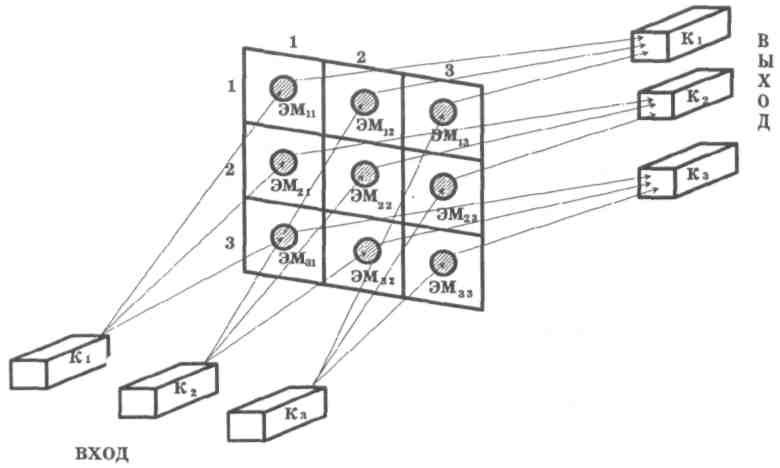 1
2
3
1
2
3
ЭМ₁₁
ЭМ₁₂
ЭМ₁₃
ЭМ₂₁
ЭМ₂₂
ЭМ₂₃
ЭМ₃₁
ЭМ₃₂
ЭМ₃₃
К₁
К₂
К₃
ВЫХОД
К₁
К₂
К₃
ВХОД